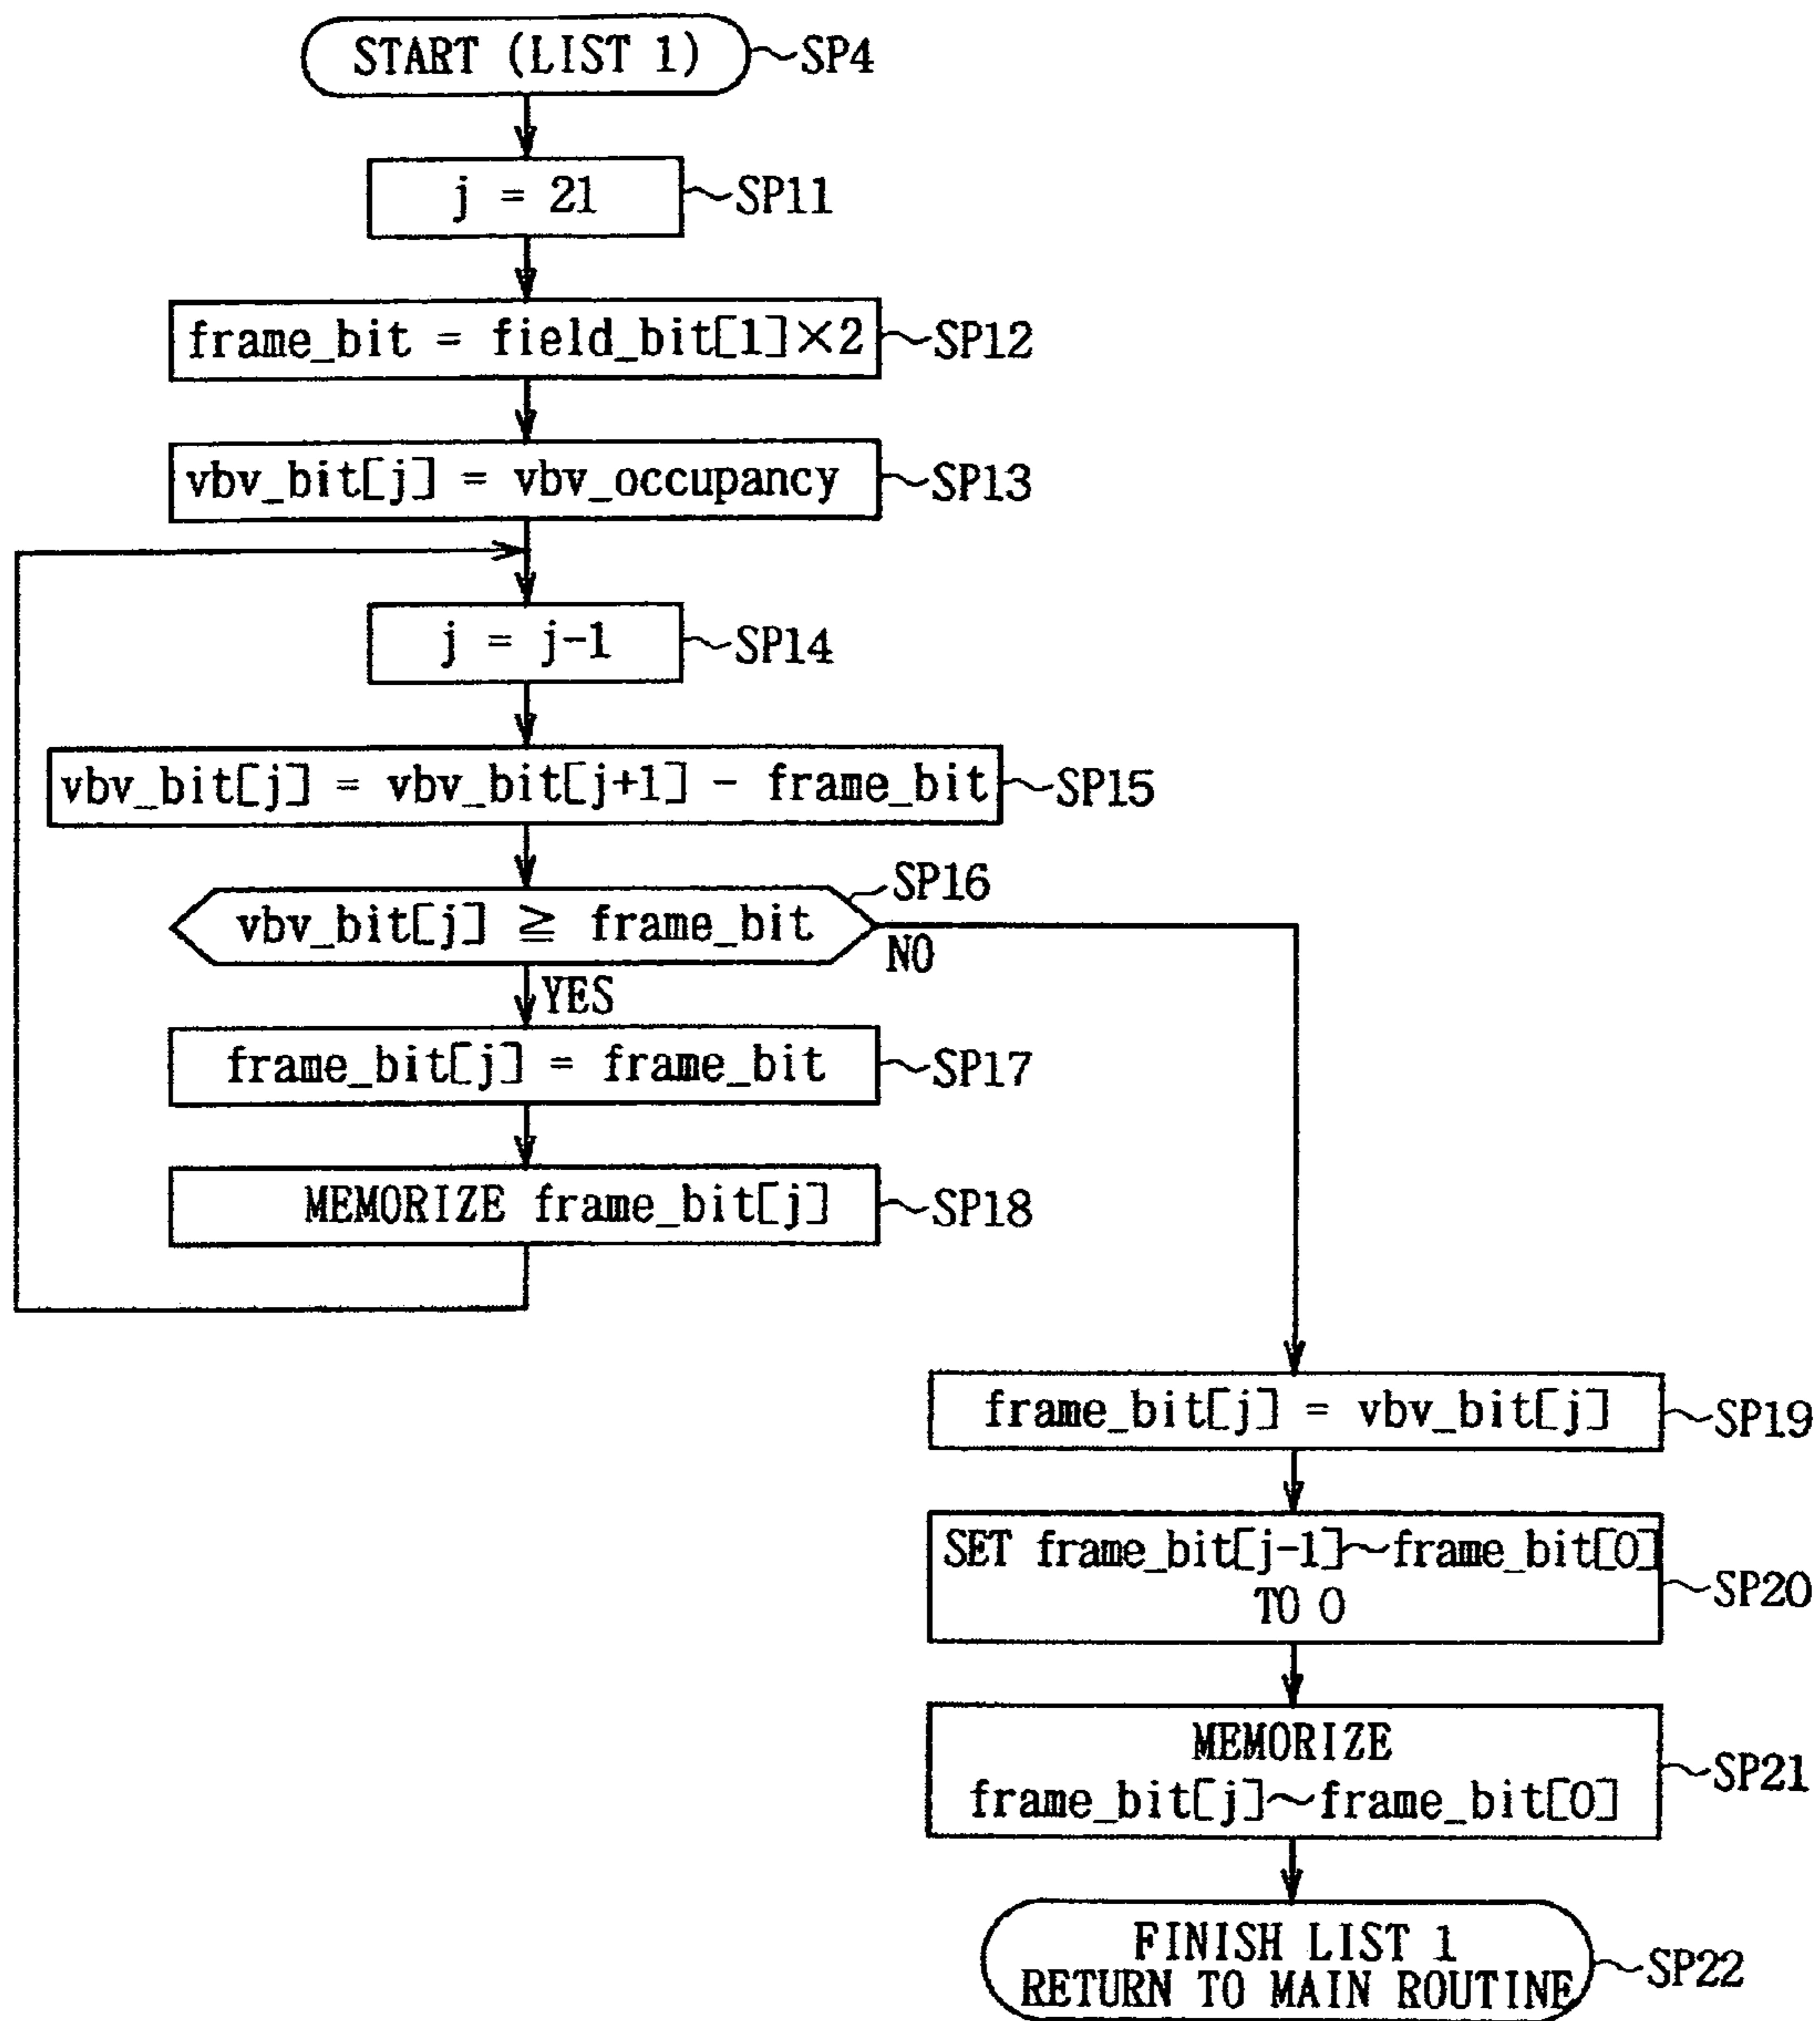 START (LIST 1)
SP4
j = 21
SP11
frame_bit = field_bit[1]×2
SP12
vbv_bit[j] = vbv_occupancy
SP13
j = j-1
SP14
vbv_bit[j] = vbv_bit[j+1] - frame_bit
SP15
SP16
vbv_bit[j] ≧ frame_bit
NO
YES
frame_bit[j] = frame_bit
SP17
MEMORIZE frame_bit[j]
SP18
frame_bit[j] = vbv_bit[j]
SP19
SET frame_bit[j-1]~frame_bit[0]
TO 0
SP20
MEMORIZE
frame_bit[j]~frame_bit[0]
SP21
FINISH LIST 1
RETURN TO MAIN ROUTINE
SP22